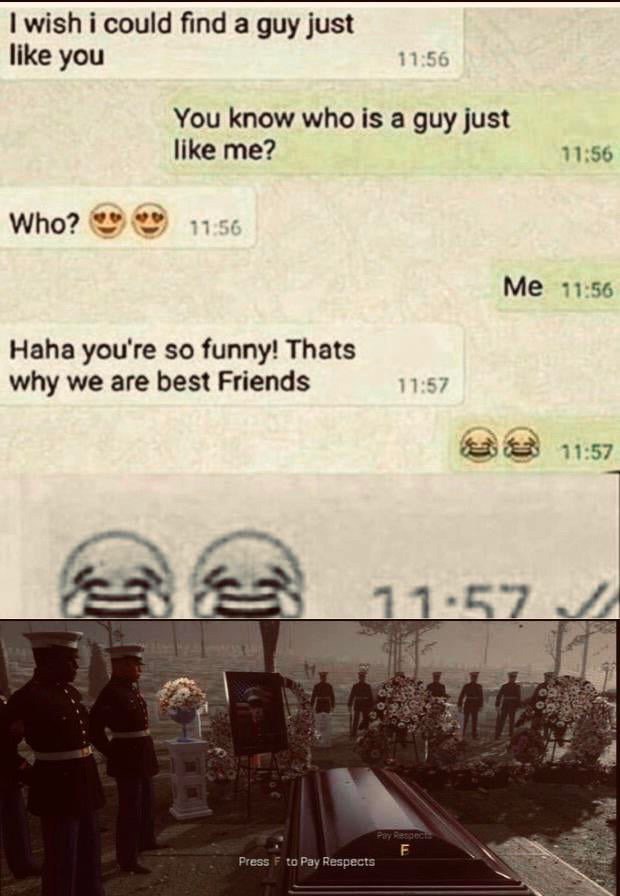 I wish i could find a guy just
like you
11:56
You know who is a guy just
like me?
11:56
Who? 😍😍 11:56
Me 11:56
Haha you're so funny! Thats
why we are best Friends
11:57
😂😂 11:57
😂😂 11:57
Pay Respects
F
Press F to Pay Respects